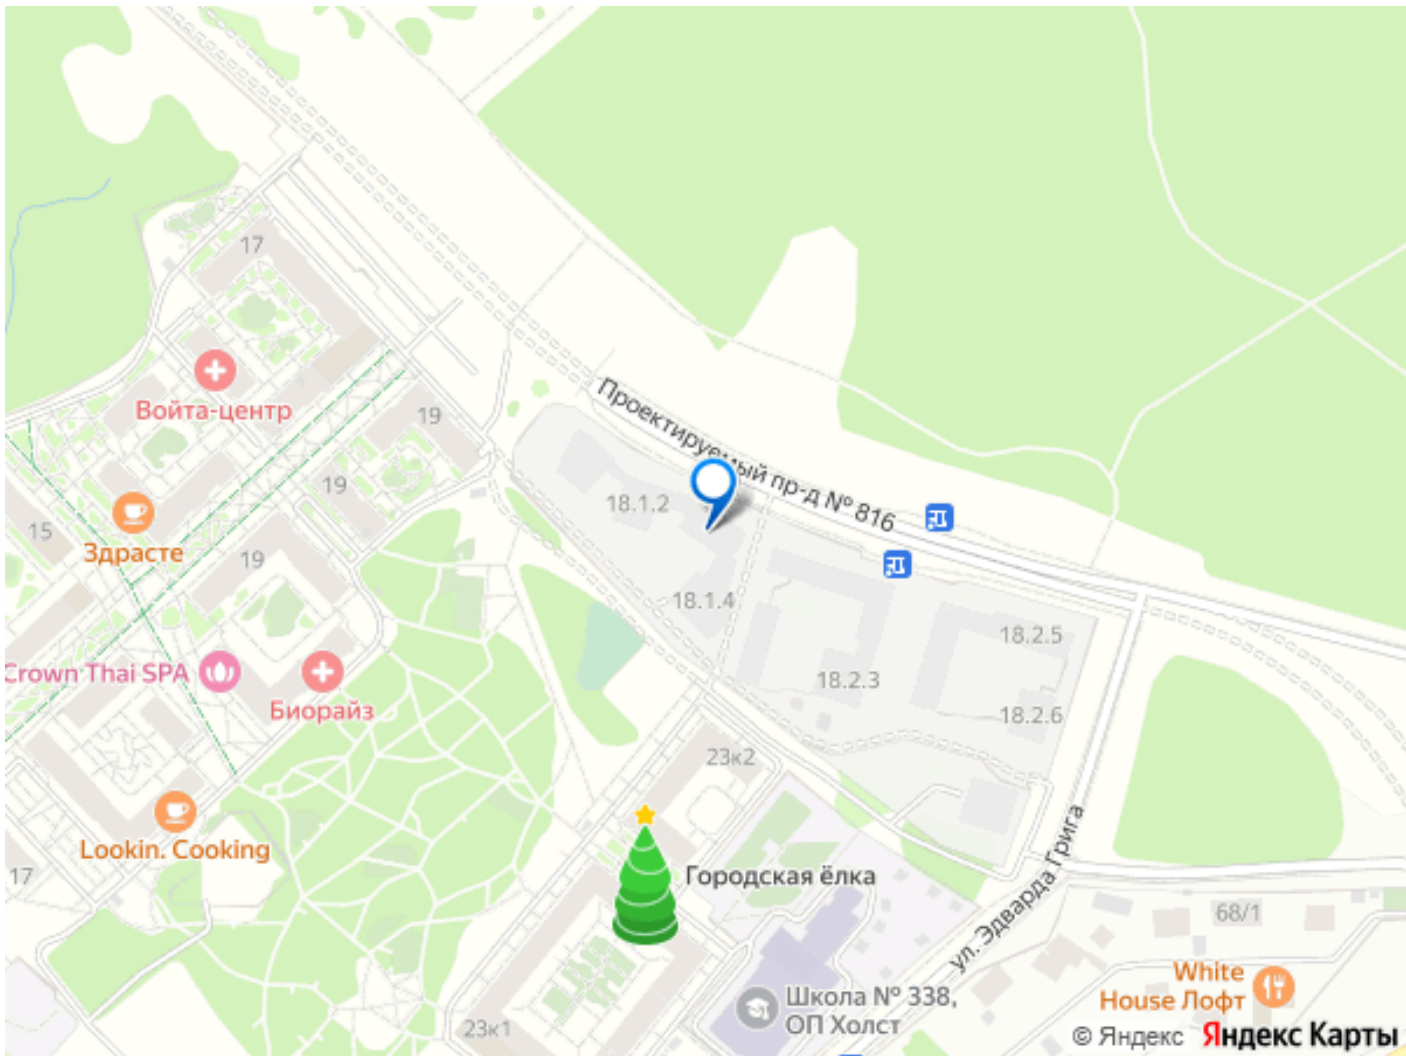 17
Проектируемый пр-д № 816
Войта-центр
19
19
18.1.2
15
Здрасте
19
18.1.4
18.2.5
Crown Thai SPA
18.2.3
Биорайз
18.2.6
23к2
Lookin. Cooking
17
Городская ёлка
ул. Эдварда Грига
68/1
White
House Лофт
Школа № 338,
ОП Холст
23к1
© Яндекс Яндекс Карты